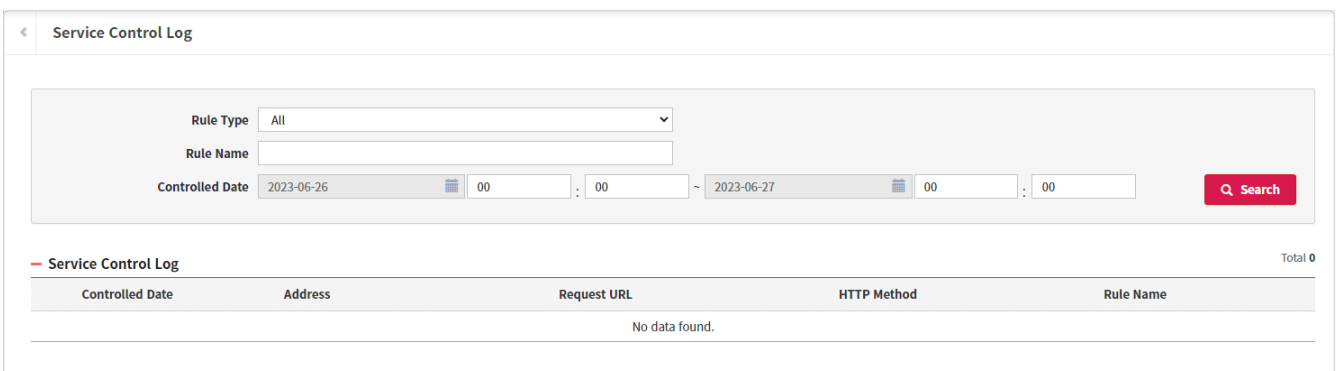 Service Control Log
Rule Type All
Rule Name
Controlled Date 2023-06-26 00 : 00 ~ 2023-06-27 00 : 00 Search
Service Control Log Total 0
Controlled Date Address Request URL HTTP Method Rule Name
No data found.